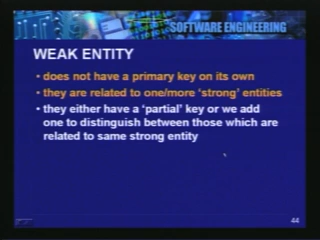 SOFTWARE ENGINEERING
WEAK ENTITY
• does not have a primary key on its own
• they are related to one/more ‘strong’ entities
• they either have a ‘partial’ key or we add
one to distinguish between those which are
related to same strong entity
44